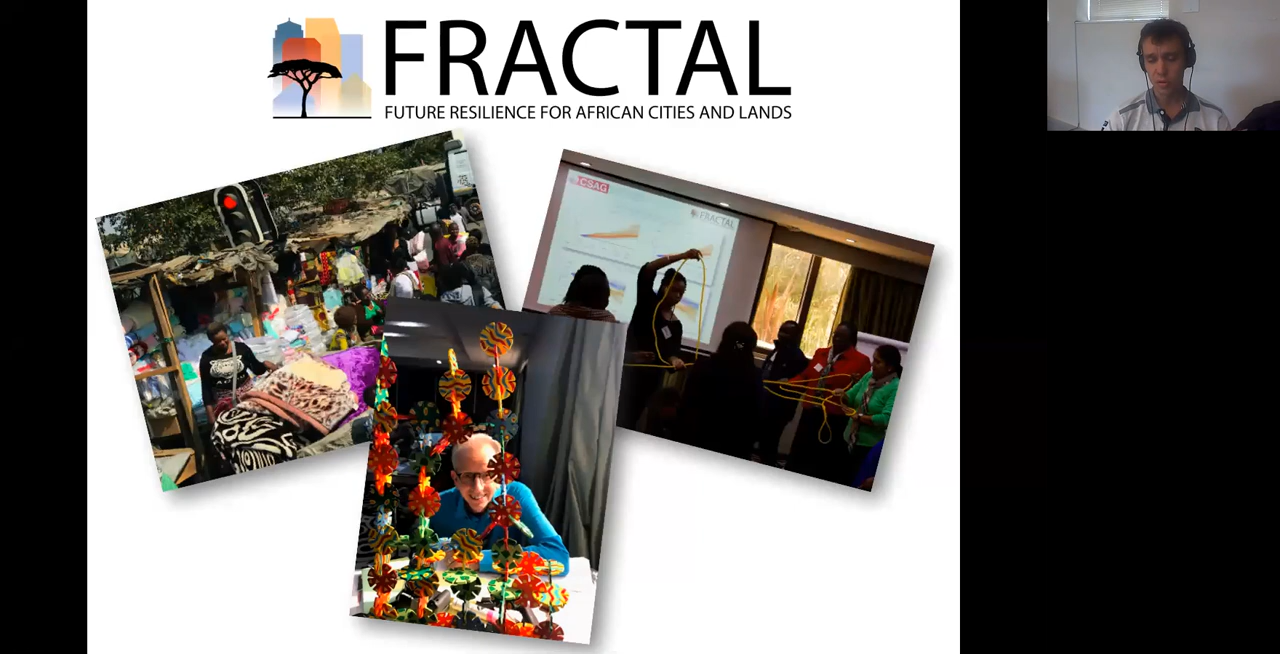 FRACTAL
FUTURE RESILIENCE FOR AFRICAN CITIES AND LANDS
CSAG
FRACTAL